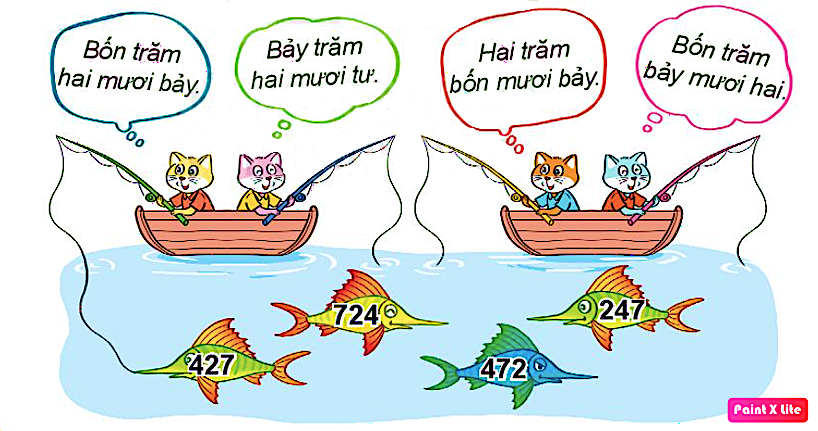 Bốn trăm
hai mươi bảy.
Bảy trăm
hai mươi tư.
Hai trăm
bốn mươi bảy.
Bốn trăm
bảy mươi hai.
724
247
427
472
Paint X Lite